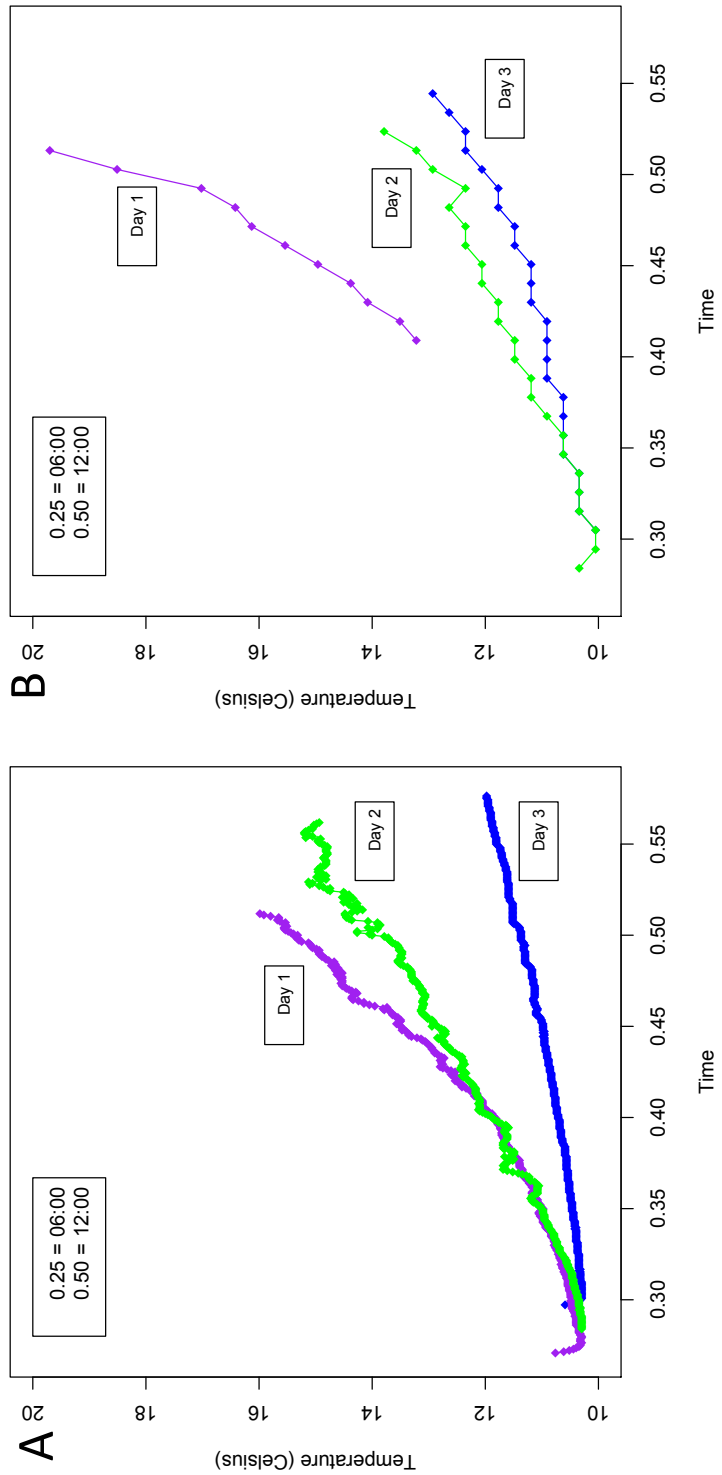 A
0.25 = 06:00
0.50 = 12:00
Day 1
Day 2
Day 3
Temperature (Celsius)
10
12
14
16
18
20
0.30
0.35
0.40
0.45
0.50
0.55
Time
B
0.25 = 06:00
0.50 = 12:00
Day 1
Day 2
Day 3
Temperature (Celsius)
10
12
14
16
18
20
0.30
0.35
0.40
0.45
0.50
0.55
Time